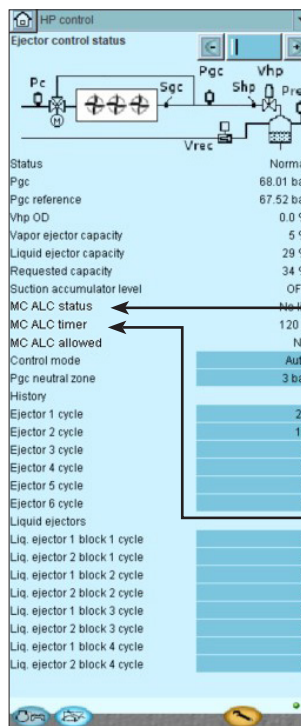 HP control
Ejector control status
Pc
Sgc
Pgc
Shp
Vhp
Pre
M
Vrec
Status Norma
Pgc 68.01 ba
Pgc reference 67.52 ba
Vhp OD 0.0 %
Vapor ejector capacity 5 %
Liquid ejector capacity 29 %
Requested capacity 34 %
Suction accumulator level OF
MC ALC status
MC ALC timer 120
MC ALC allowed N
Control mode Aut
Pgc neutral zone 3 ba
History
Ejector 1 cycle 2
Ejector 2 cycle 1
Ejector 3 cycle
Ejector 4 cycle
Ejector 5 cycle
Ejector 6 cycle
Liquid ejectors
Liq. ejector 1 block 1 cycle
Liq. ejector 2 block 1 cycle
Liq. ejector 1 block 2 cycle
Liq. ejector 2 block 2 cycle
Liq. ejector 1 block 3 cycle
Liq. ejector 2 block 3 cycle
Liq. ejector 1 block 4 cycle
Liq. ejector 2 block 4 cycle